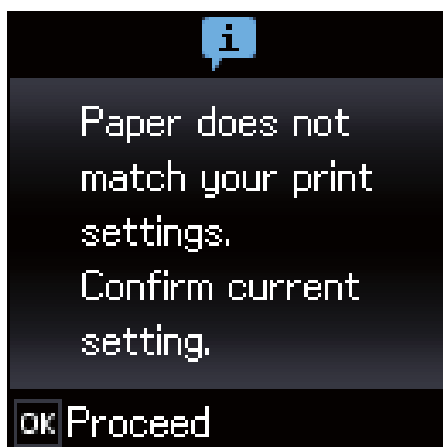 i
Paper does not
match your print
settings.
Confirm current
setting.
OK Proceed